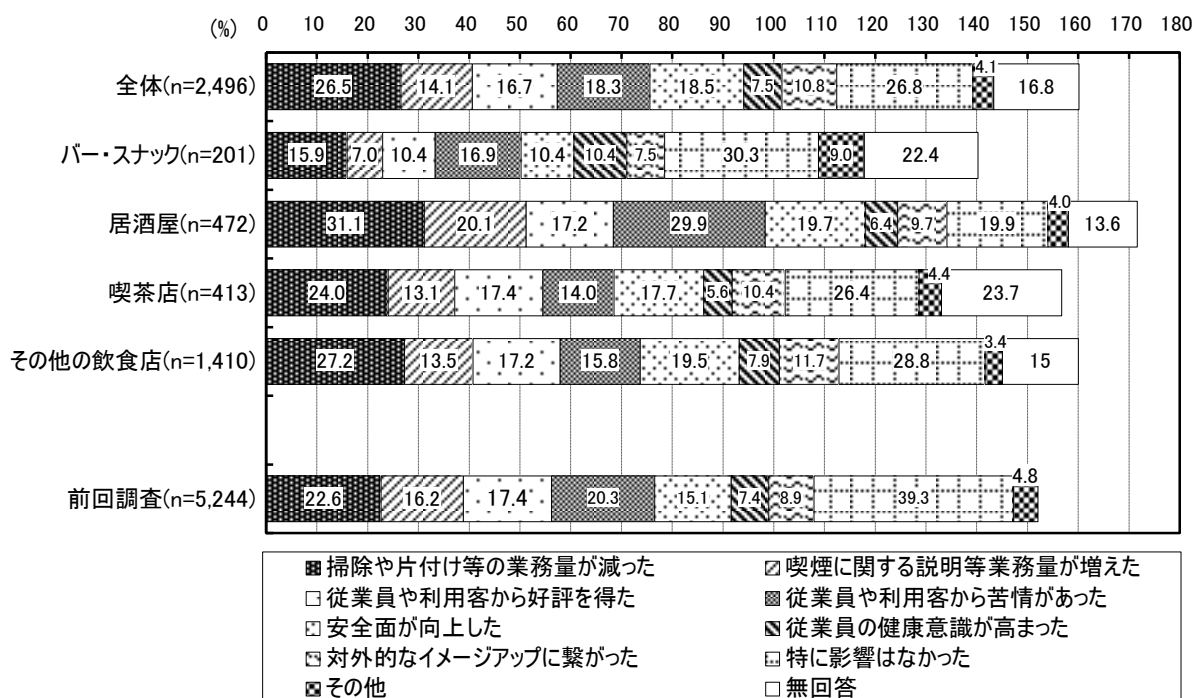 0 10 20 30 40 50 60 70 80 90 100 110 120 130 140 150 160 170 180
(%)
全体(n=2,496) 26.5 14.1 16.7 18.3 18.5 7.5 10.8 26.8 4.1 16.8
バー・スナック(n=201) 15.9 7.0 10.4 16.9 10.4 10.4 7.5 30.3 9.0 22.4
居酒屋(n=472) 31.1 20.1 17.2 29.9 19.7 6.4 9.7 19.9 4.0 13.6
喫茶店(n=413) 24.0 13.1 17.4 14.0 17.7 5.6 10.4 26.4 4.4 23.7
その他の飲食店(n=1,410) 27.2 13.5 17.2 15.8 19.5 7.9 11.7 28.8 3.4 15
前回調査(n=5,244) 22.6 16.2 17.4 20.3 15.1 7.4 8.9 39.3 4.8
掃除や片付け等の業務量が減った 喫煙に関する説明等業務量が増えた
従業員や利用客から好評を得た 従業員や利用客から苦情があった
安全面が向上した 従業員の健康意識が高まった
対外的なイメージアップに繋がった 特に影響はなかった
その他 無回答